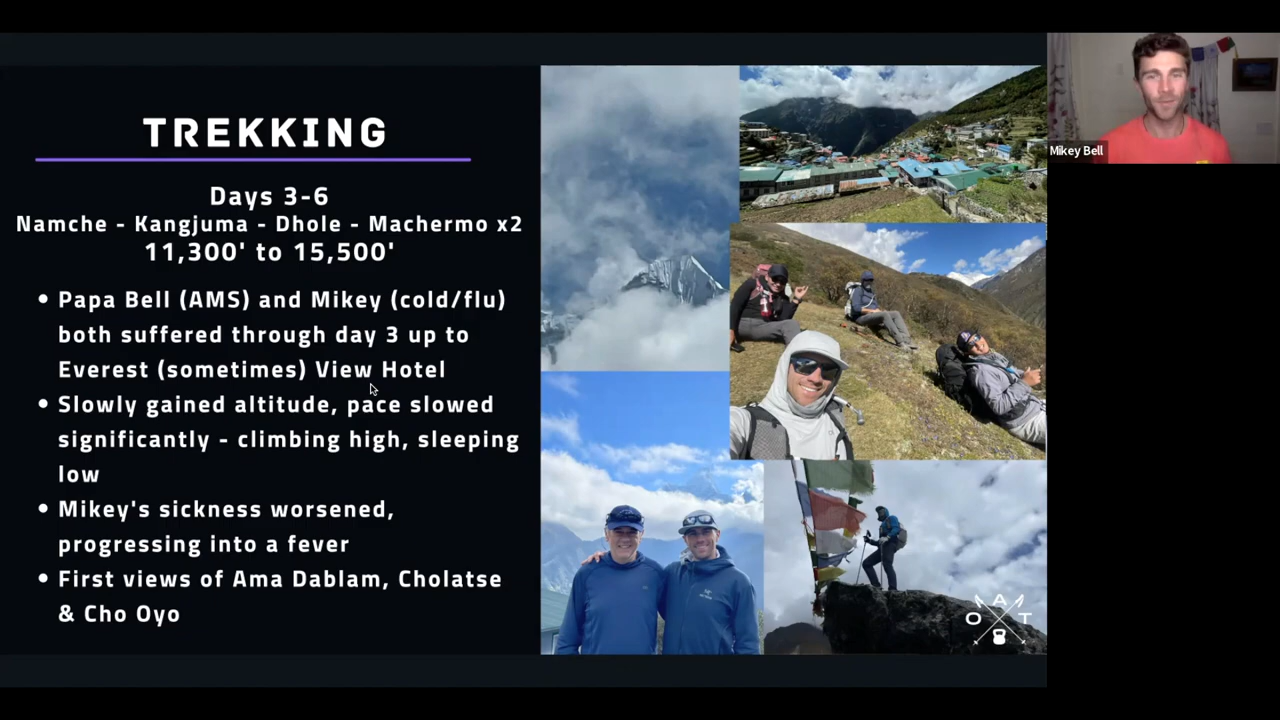 TREKKING
Days 3-6
Namche - Kangjuma - Dhole - Machermo x2
11,300' to 15,500'
• Papa Bell (AMS) and Mikey (cold/flu)
both suffered through day 3 up to
Everest (sometimes) View Hotel
• Slowly gained altitude, pace slowed
significantly - climbing high, sleeping
low
• Mikey's sickness worsened,
progressing into a fever
• First views of Ama Dablam, Cholatse
& Cho Oyo
Mikey Bell
O A T